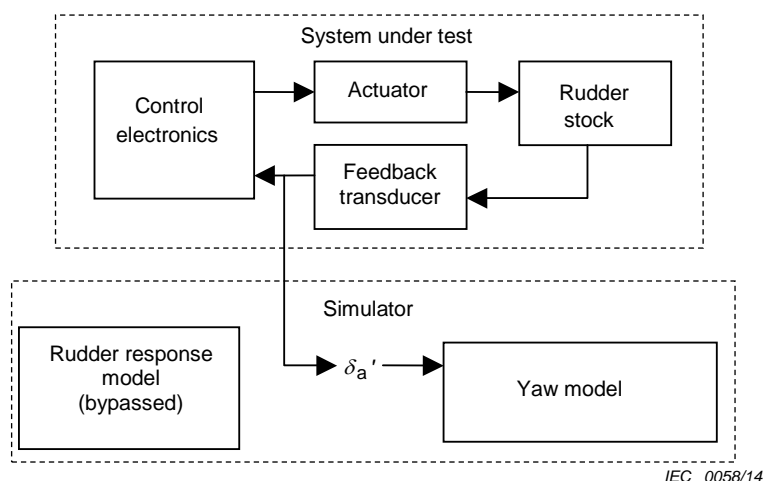 System under test
Control
electronics
Actuator
Rudder
stock
Feedback
transducer
Simulator
Rudder response
model
(bypassed)
δa′
Yaw model
IEC 0058/14